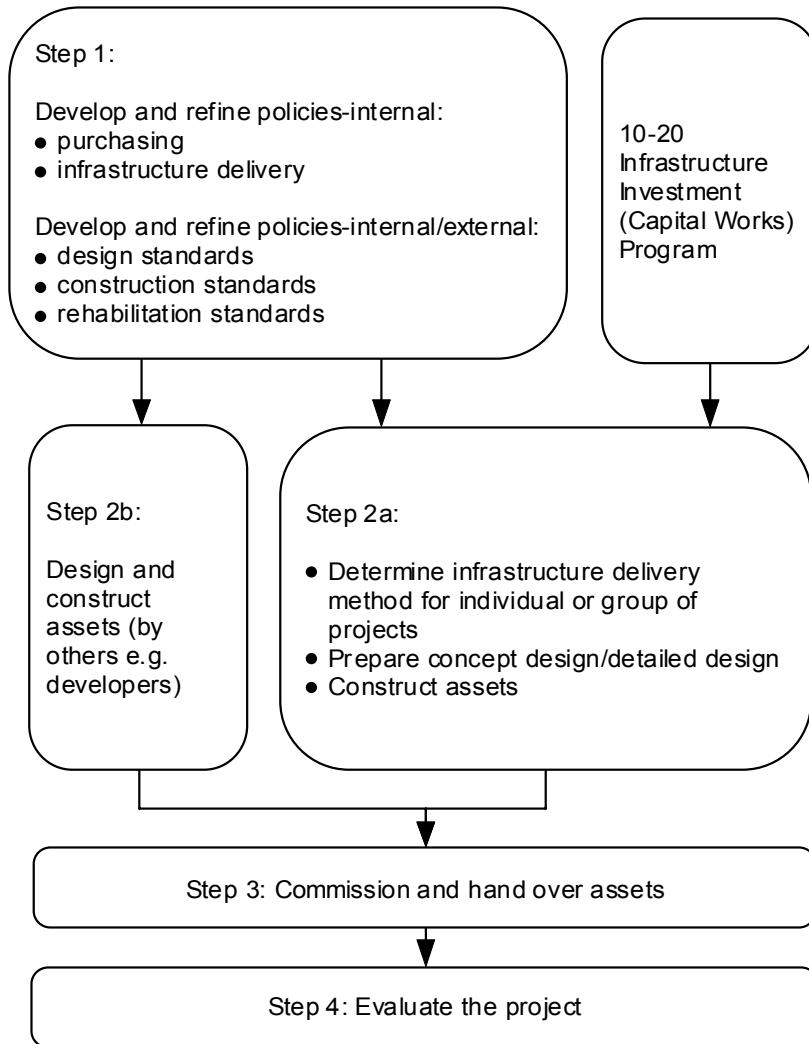 Step 1:
Develop and refine policies-internal:
● purchasing
● infrastructure delivery
Develop and refine policies-internal/external:
● design standards
● construction standards
● rehabilitation standards
10-20
Infrastructure
Investment
(Capital Works)
Program
Step 2b:
Design and
construct
assets (by
others e.g.
developers)
Step 2a:
● Determine infrastructure delivery
method for individual or group of
projects
● Prepare concept design/detailed design
● Construct assets
Step 3: Commission and hand over assets
Step 4: Evaluate the project